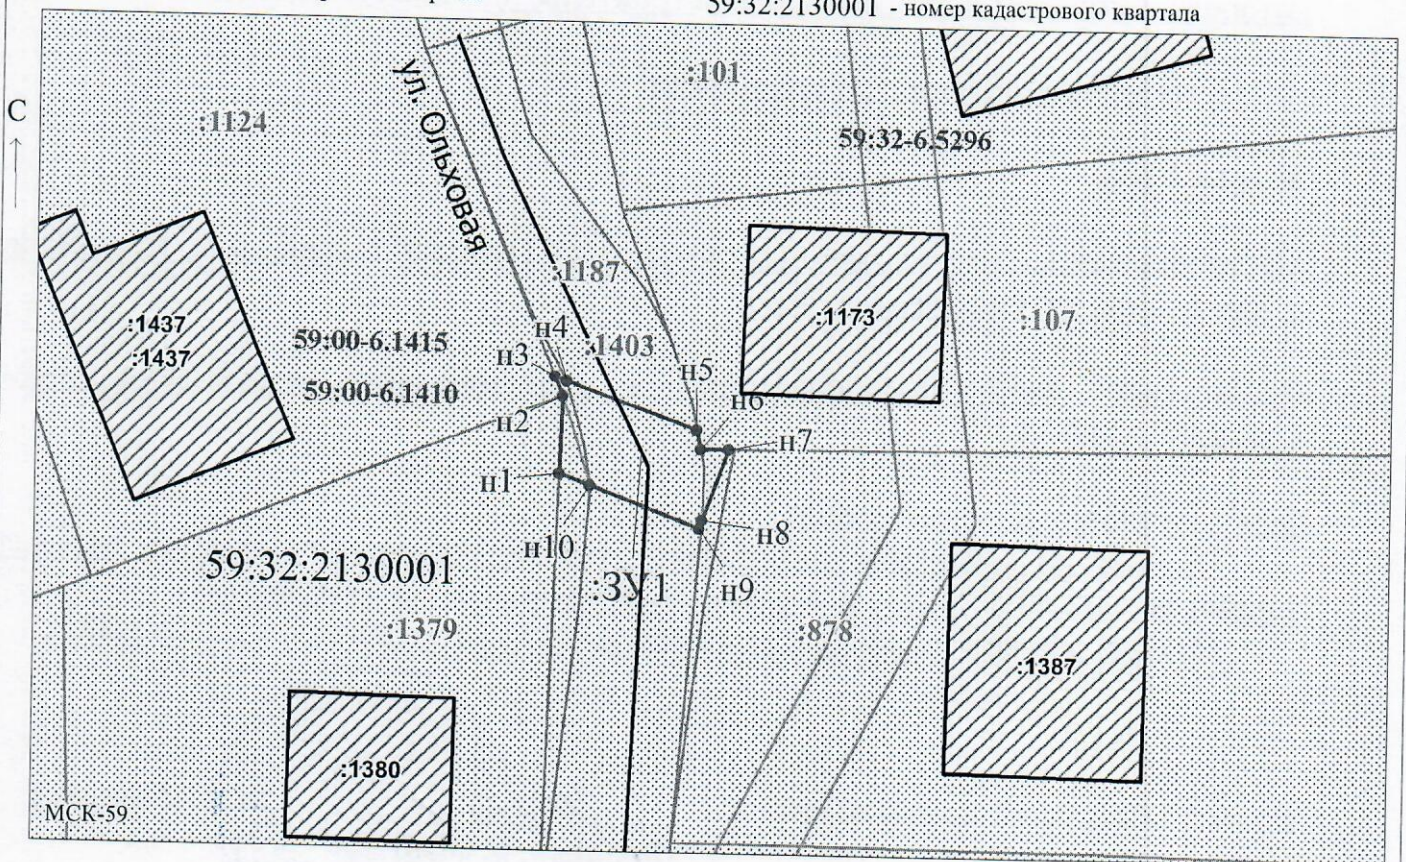 59:32:2130001 - номер кадастрового квартала
С
:101
:1124
59:32-6.5296
ул. Ольховая
:1187
:1437
:1437
59:00-6.1415
59:00-6.1410
н4
н3
:1403
:1173
:107
н5
н6
н2
н7
н1
н10
н8
59:32:2130001
:ЗУ1
н9
:1379
:878
:1387
:1380
МСК-59